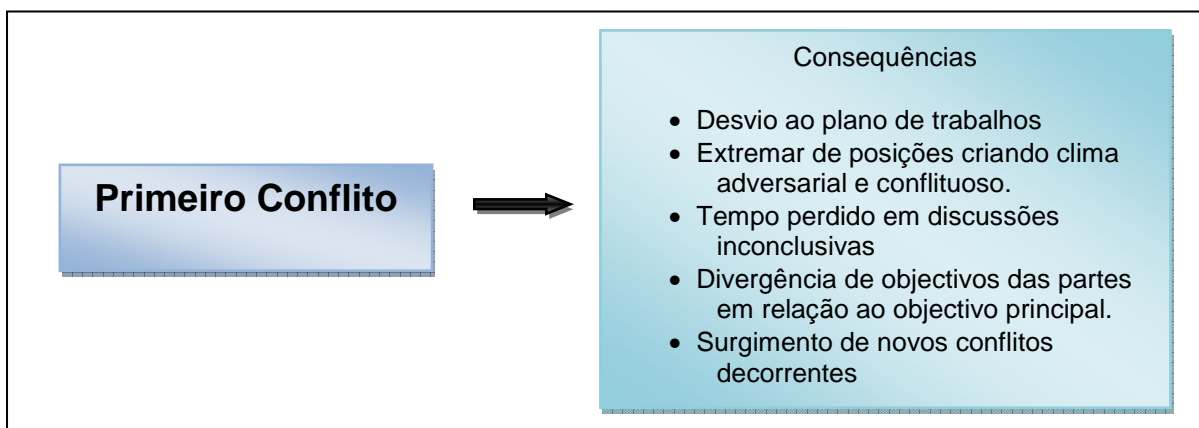 Primeiro Conflito
Consequências
• Desvio ao plano de trabalhos
• Extremar de posições criando clima
adversarial e conflituoso.
• Tempo perdido em discussões
inconclusivas
• Divergência de objectivos das partes
em relação ao objectivo principal.
• Surgimento de novos conflitos
decorrentes